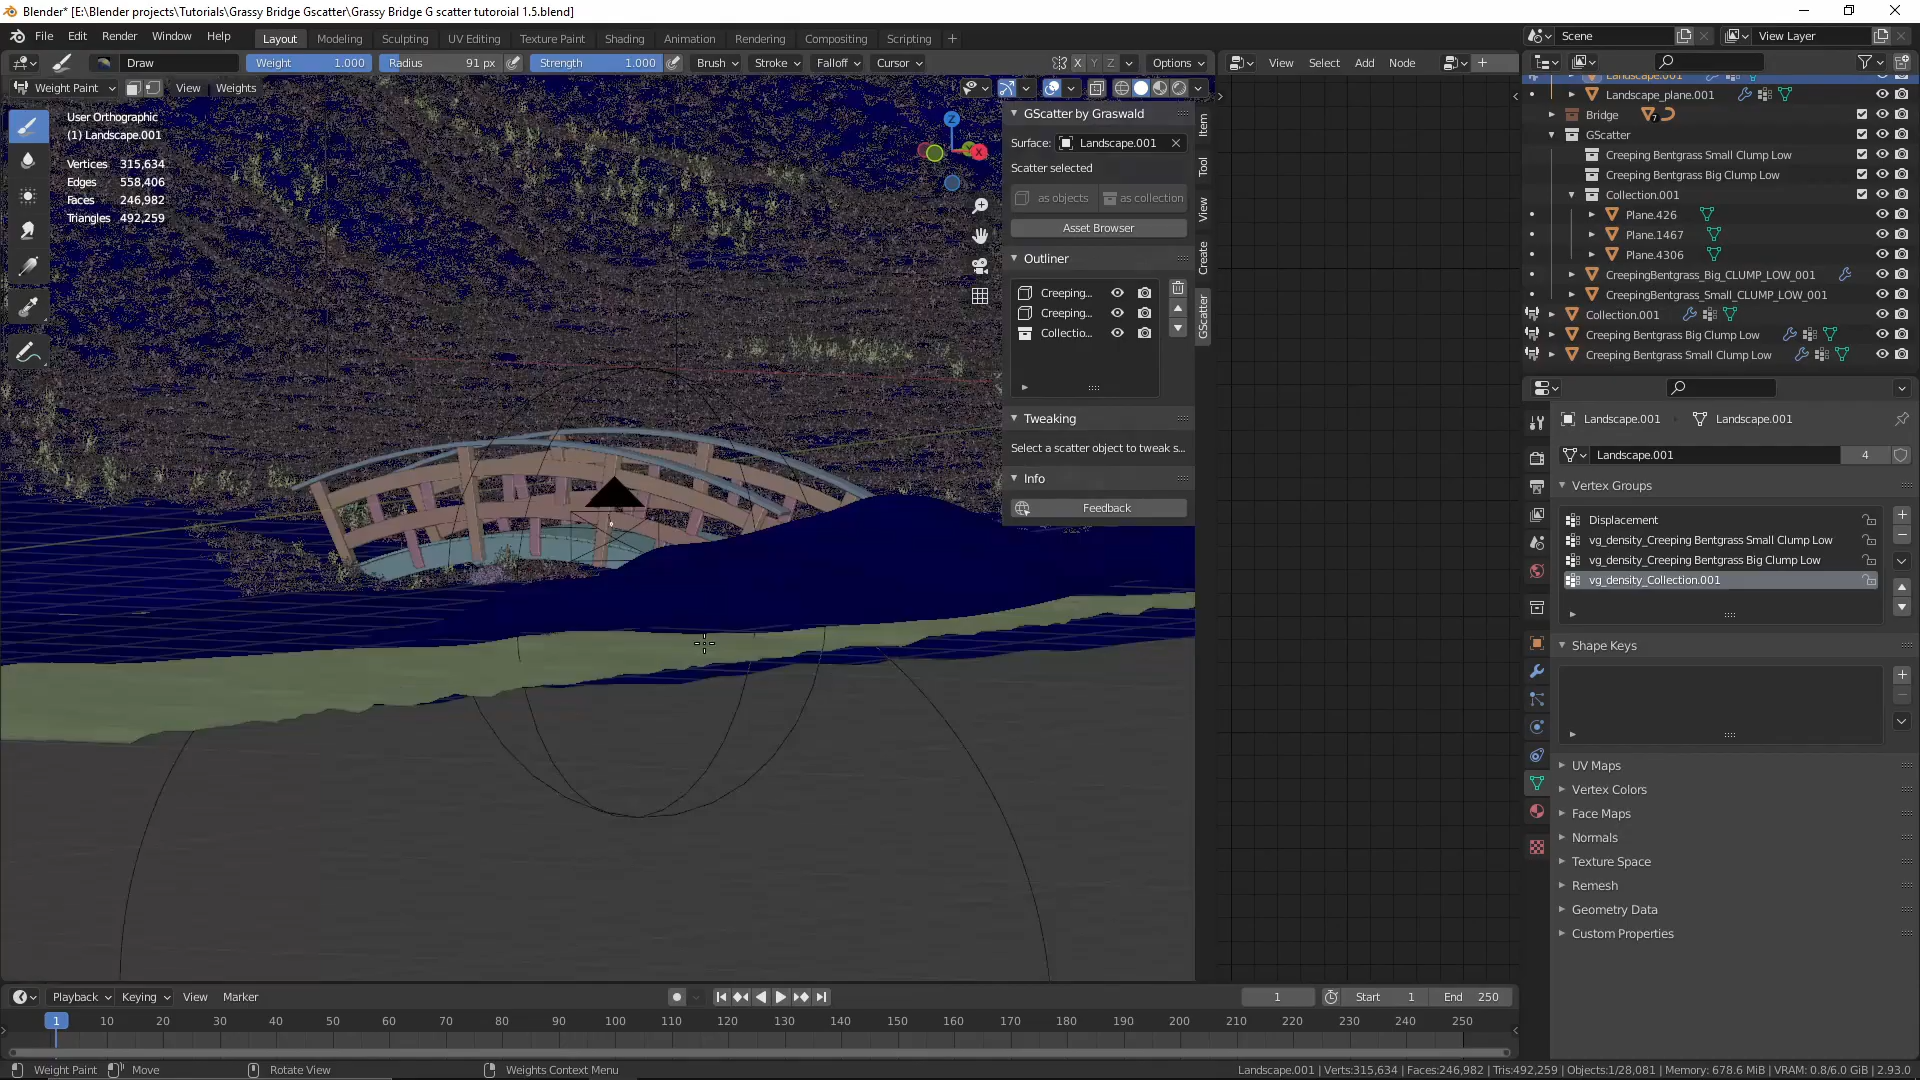 Blender* [E:\Blender projects\Tutorials\Grassy Bridge Gscatter\Grassy Bridge G scatter tutoroial 1.5.blend]
File Edit Render Window Help Layout Modeling Sculpting UV Editing Texture Paint Shading Animation Rendering Compositing Scripting + Scene View Layer
Draw Weight 1.000 Radius 91 px Strength 1.000 Brush Stroke Falloff Cursor X Y Z Options View Select Add Node
Weight Paint View Weights
User Orthographic
(1) Landscape.001
Vertices 315,634
Edges 558,406
Faces 246,982
Triangles 492,259
Z
X
GScatter by Graswald
Surface: Landscape.001
Scatter selected
as objects as collection
Asset Browser
Outliner
Creeping...
Creeping...
Collectio...
Tweaking
Select a scatter object to tweak s...
Info
Feedback
Item
Tool
View
Create
GScatter
Landscape.001
Landscape_plane.001
Bridge 7
GScatter
Creeping Bentgrass Small Clump Low
Creeping Bentgrass Big Clump Low
Collection.001
Plane.426
Plane.1467
Plane.4306
CreepingBentgrass_Big_CLUMP_LOW_001
CreepingBentgrass_Small_CLUMP_LOW_001
Collection.001
Creeping Bentgrass Big Clump Low
Creeping Bentgrass Small Clump Low
Landscape.001 Landscape.001
Landscape.001 4
Vertex Groups
Displacement
vg_density_Creeping Bentgrass Small Clump Low
vg_density_Creeping Bentgrass Big Clump Low
vg_density_Collection.001
Shape Keys
UV Maps
Vertex Colors
Face Maps
Normals
Texture Space
Remesh
Geometry Data
Custom Properties
Playback Keying View Marker 1 Start 1 End 250
1 10 20 30 40 50 60 70 80 90 100 110 120 130 140 150 160 170 180 190 200 210 220 230 240 250
Weight Paint Move Rotate View Weights Context Menu Landscape.001 | Verts:315,634 | Faces:246,982 | Tris:492,259 | Objects:1/28,081 | Memory: 678.6 MiB | VRAM: 0.8/6.0 GiB | 2.93.0